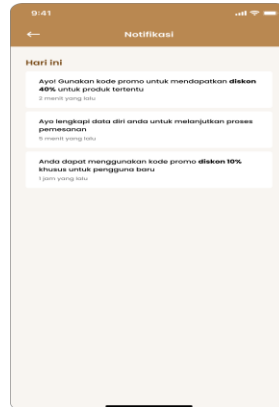 9:41
Notifikasi
Hari ini
Ayo! Gunakan kode promo untuk mendapatkan diskon
40% untuk produk tertentu
2 menit yang lalu
Ayo lengkapi data diri anda untuk melanjutkan proses
pemesanan
5 menit yang lalu
Anda dapat menggunakan kode promo diskon 10%
khusus untuk pengguna baru
1 jam yang lalu